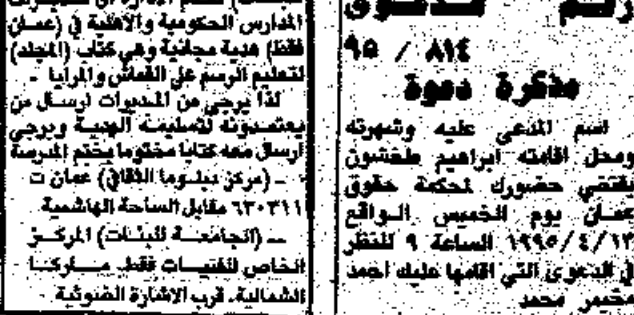 رقم الدعوى
٨١٤ / ٩٥
مذكرة دعوة
اسم المدعى عليه وشهرته
ومحل اقامته ابراهيم
يقتضي حضورك لمحكمة حقوق
عمان يوم الخميس الواقع
١٩٩٥/٤/١٣ الساعة ٩ للنظر
في الدعوى التي اقامها عليك احمد
محمد
المدارس الحكومية والاهلية في (عمان
فقط) هدية مجانية وهي كتاب (المجلد)
لتعليم الرسم على القماش والمرايا -
لذا يرجى من المديرات ارسال من
يعتمدونه لتسليمه الهدية ويرجى
ارسال معه كتابا مختوما بختم المدرسة
- (مركز ديلوما الثقافي) عمان ت
٦٣٠٣١١ مقابل الساحة الهاشمية
- (الجامعة للبنات) المركز
الخاص للفتيات فقط ماركا
الشمالية. قرب الاشارة الضوئية